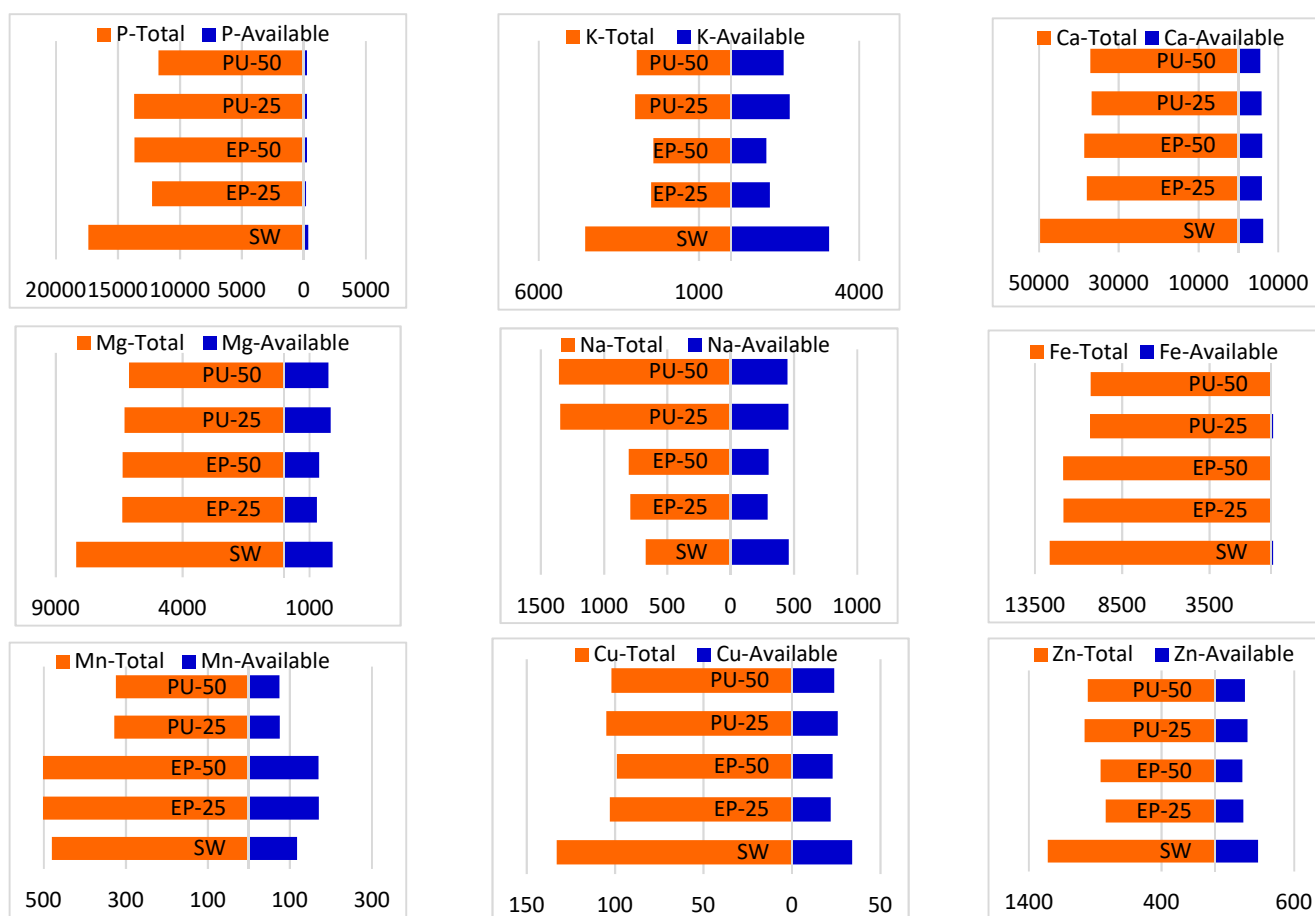 P-Total P-Available
PU-50
PU-25
EP-50
EP-25
SW
20000 15000 10000 5000 0 5000
K-Total K-Available
PU-50
PU-25
EP-50
EP-25
SW
6000 1000 4000
Ca-Total Ca-Available
PU-50
PU-25
EP-50
EP-25
SW
50000 30000 10000 10000
Mg-Total Mg-Available
PU-50
PU-25
EP-50
EP-25
SW
9000 4000 1000
Na-Total Na-Available
PU-50
PU-25
EP-50
EP-25
SW
1500 1000 500 0 500 1000
Fe-Total Fe-Available
PU-50
PU-25
EP-50
EP-25
SW
13500 8500 3500
Mn-Total Mn-Available
PU-50
PU-25
EP-50
EP-25
SW
500 300 100 100 300
Cu-Total Cu-Available
PU-50
PU-25
EP-50
EP-25
SW
150 100 50 0 50
Zn-Total Zn-Available
PU-50
PU-25
EP-50
EP-25
SW
1400 400 600